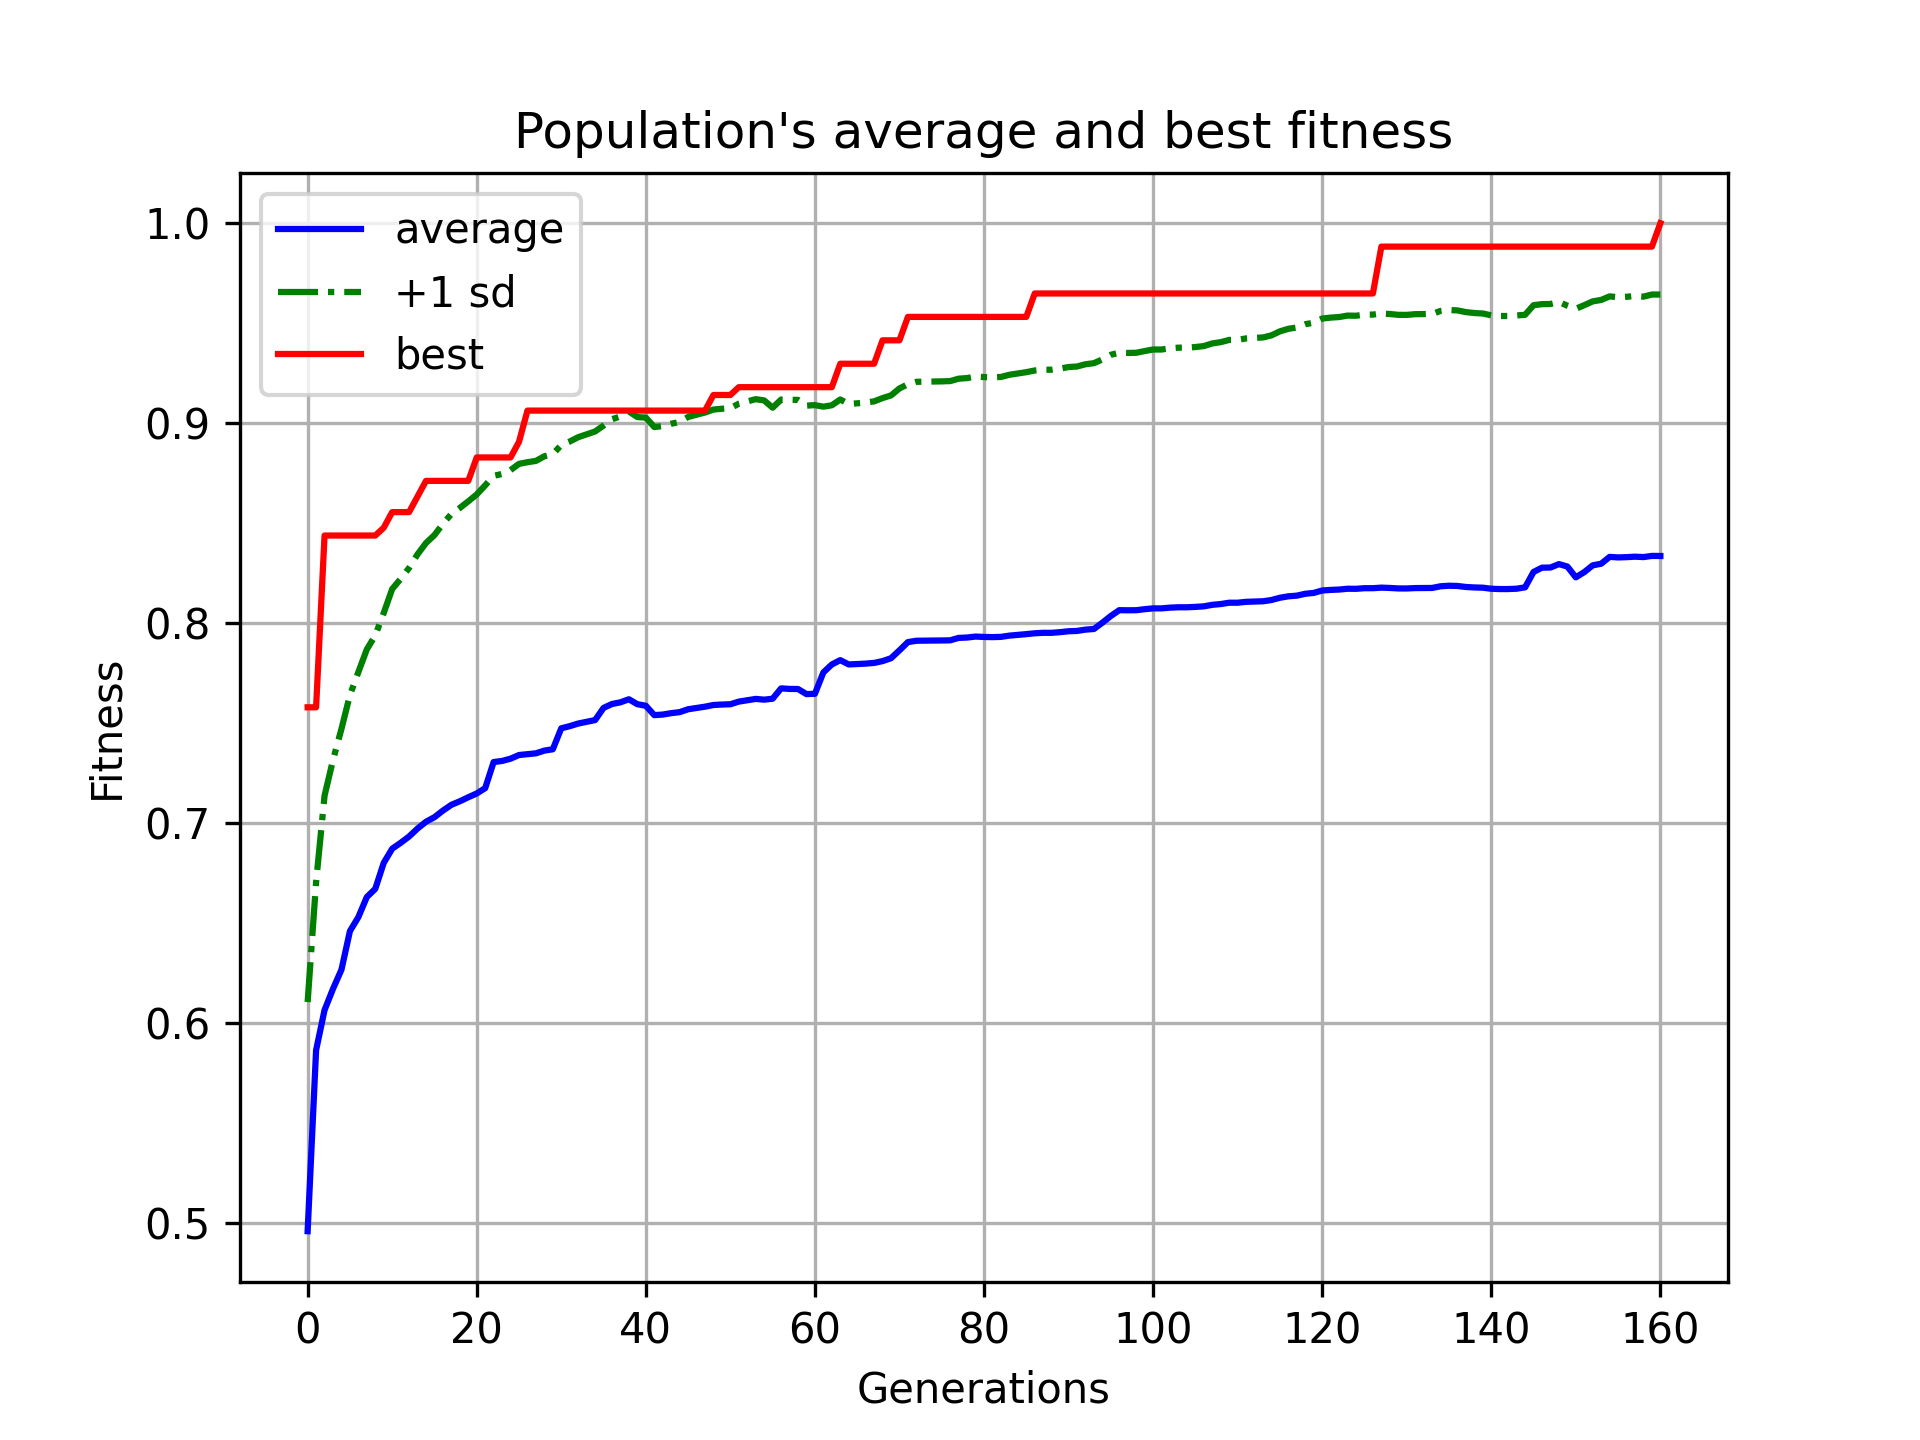 Population's average and best fitness
average
+1 sd
best
1.0
0.9
0.8
0.7
0.6
0.5
Fitness
0 20 40 60 80 100 120 140 160
Generations